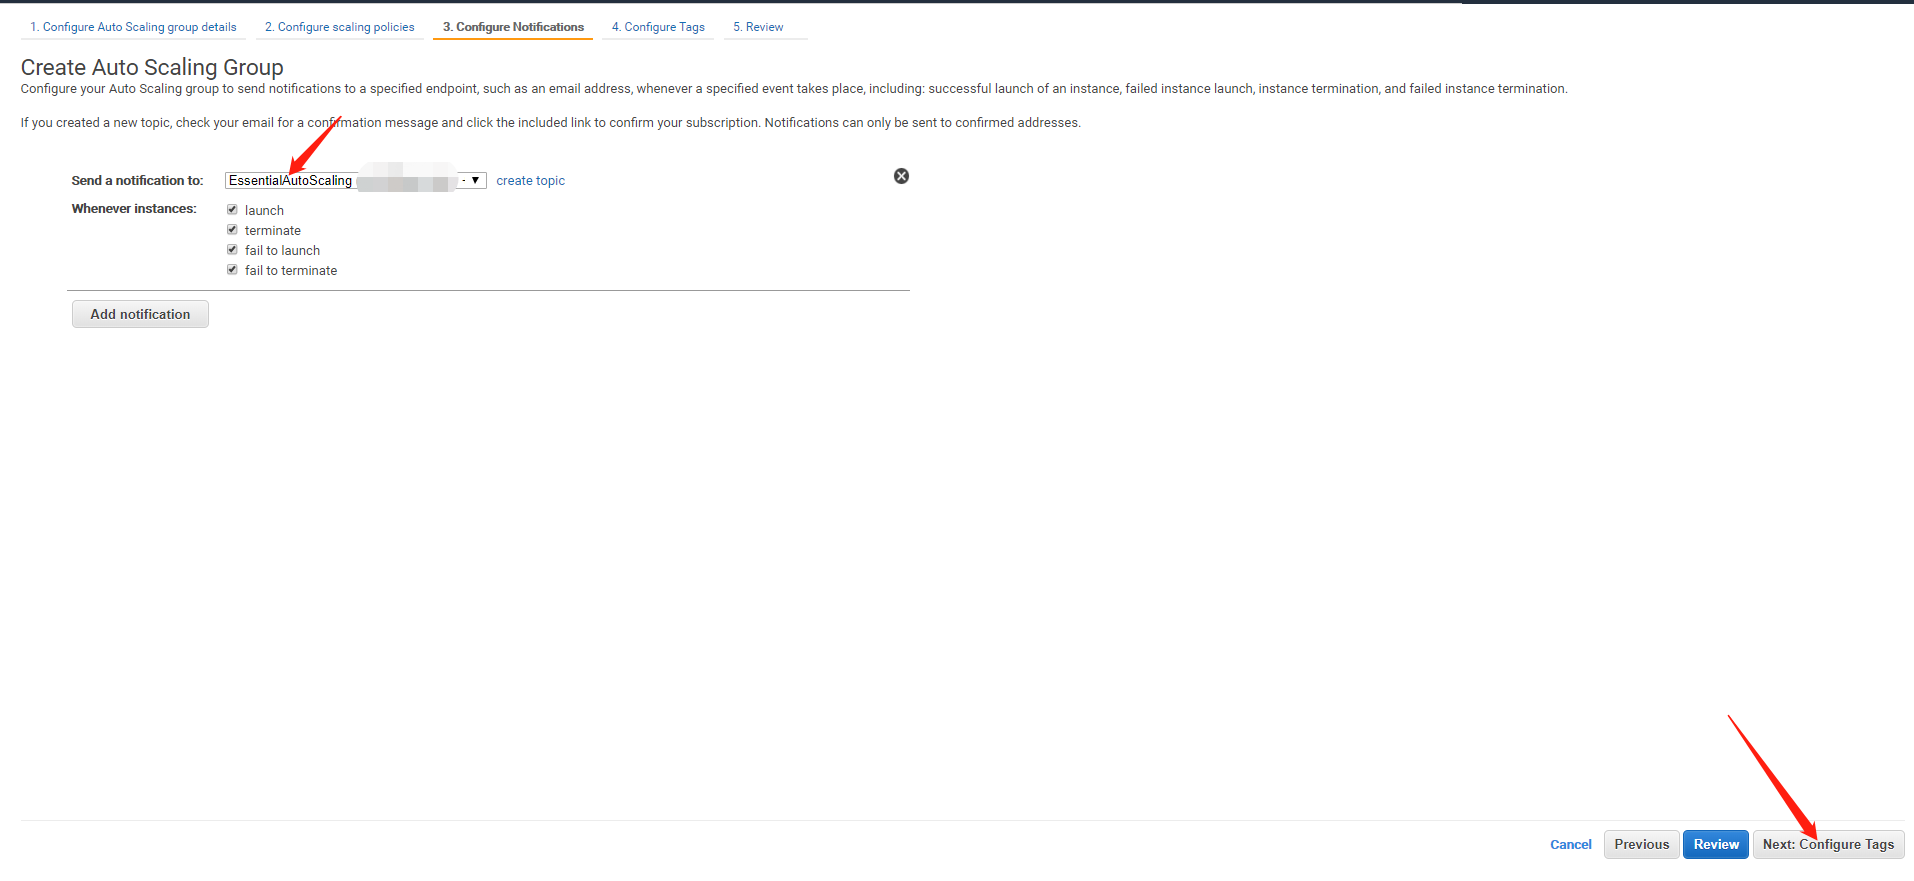 1. Configure Auto Scaling group details 2. Configure scaling policies 3. Configure Notifications 4. Configure Tags 5. Review
Create Auto Scaling Group
Configure your Auto Scaling group to send notifications to a specified endpoint, such as an email address, whenever a specified event takes place, including: successful launch of an instance, failed instance launch, instance termination, and failed instance termination.
If you created a new topic, check your email for a confirmation message and click the included link to confirm your subscription. Notifications can only be sent to confirmed addresses.
Send a notification to: EssentialAutoScaling - create topic
Whenever instances: launch
terminate
fail to launch
fail to terminate
Add notification
Cancel Previous Review Next: Configure Tags